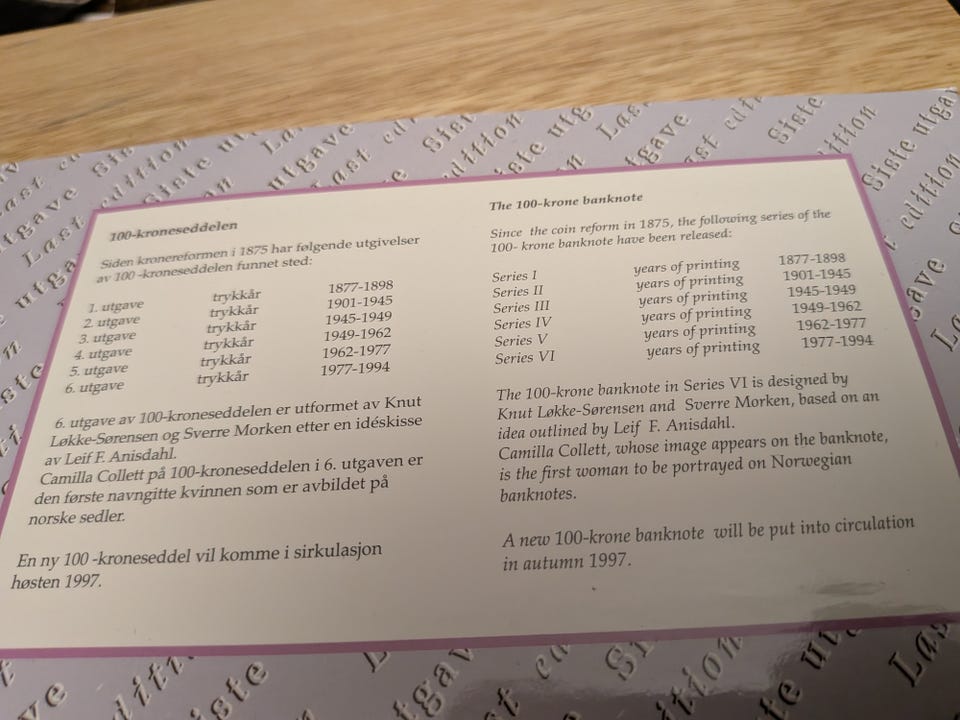 100-kroneseddelen
Siden kronereformen i 1875 har følgende utgivelser
av 100 -kroneseddelen funnet sted:
1. utgave trykkår 1877-1898
2. utgave trykkår 1901-1945
3. utgave trykkår 1945-1949
4. utgave trykkår 1949-1962
5. utgave trykkår 1962-1977
6. utgave trykkår 1977-1994
6. utgave av 100-kroneseddelen er utformet av Knut
Løkke-Sørensen og Sverre Morken etter en idéskisse
av Leif F. Anisdahl.
Camilla Collett på 100-kroneseddelen i 6. utgaven er
den første navngitte kvinnen som er avbildet på
norske sedler.
En ny 100 -kroneseddel vil komme i sirkulasjon
høsten 1997.
The 100-krone banknote
Since the coin reform in 1875, the following series of the
100- krone banknote have been released:
Series I years of printing 1877-1898
Series II years of printing 1901-1945
Series III years of printing 1945-1949
Series IV years of printing 1949-1962
Series V years of printing 1962-1977
Series VI years of printing 1977-1994
The 100-krone banknote in Series VI is designed by
Knut Løkke-Sørensen and Sverre Morken, based on an
idea outlined by Leif F. Anisdahl.
Camilla Collett, whose image appears on the banknote,
is the first woman to be portrayed on Norwegian
banknotes.
A new 100-krone banknote will be put into circulation
in autumn 1997.
Siste utgave
Last edition